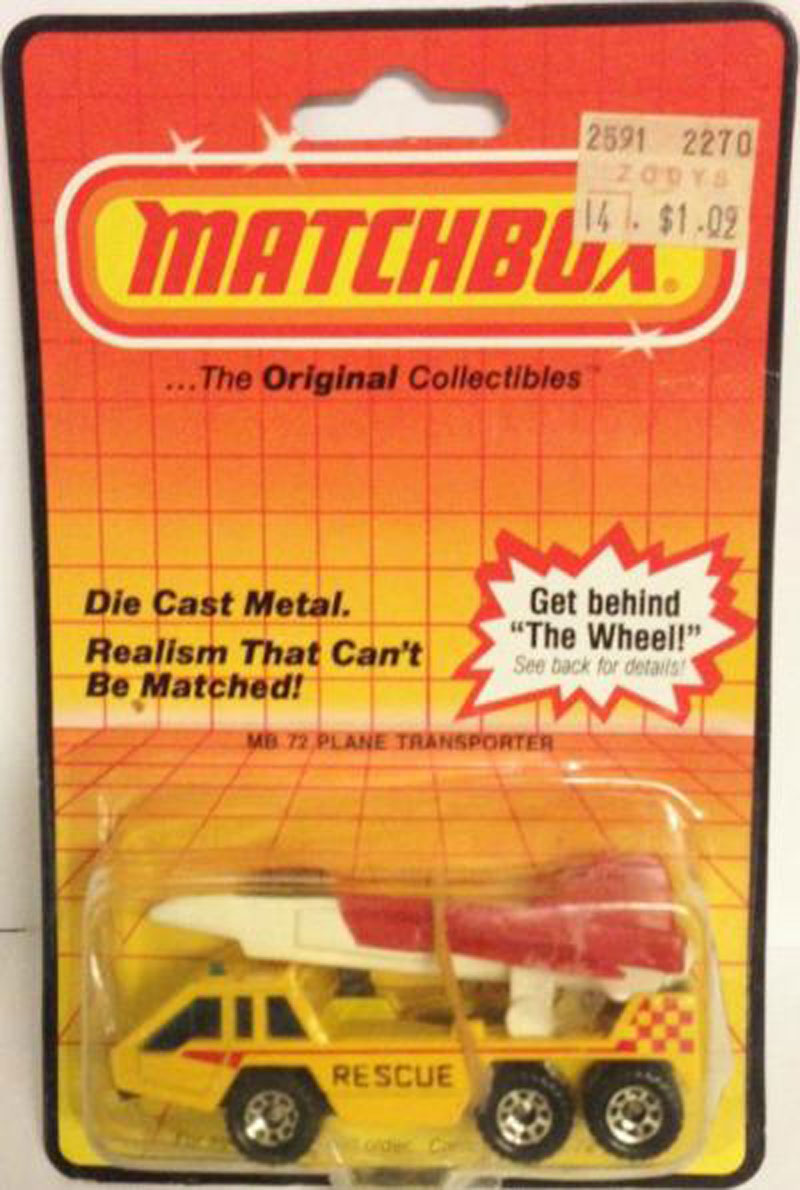 2591 2270
ZODYS
14 . $1.09
MATCHBOX®
...The Original Collectibles™
Die Cast Metal.
Realism That Can't
Be Matched!
Get behind
"The Wheel!"
See back for details!
MB 72 PLANE TRANSPORTER
RESCUE